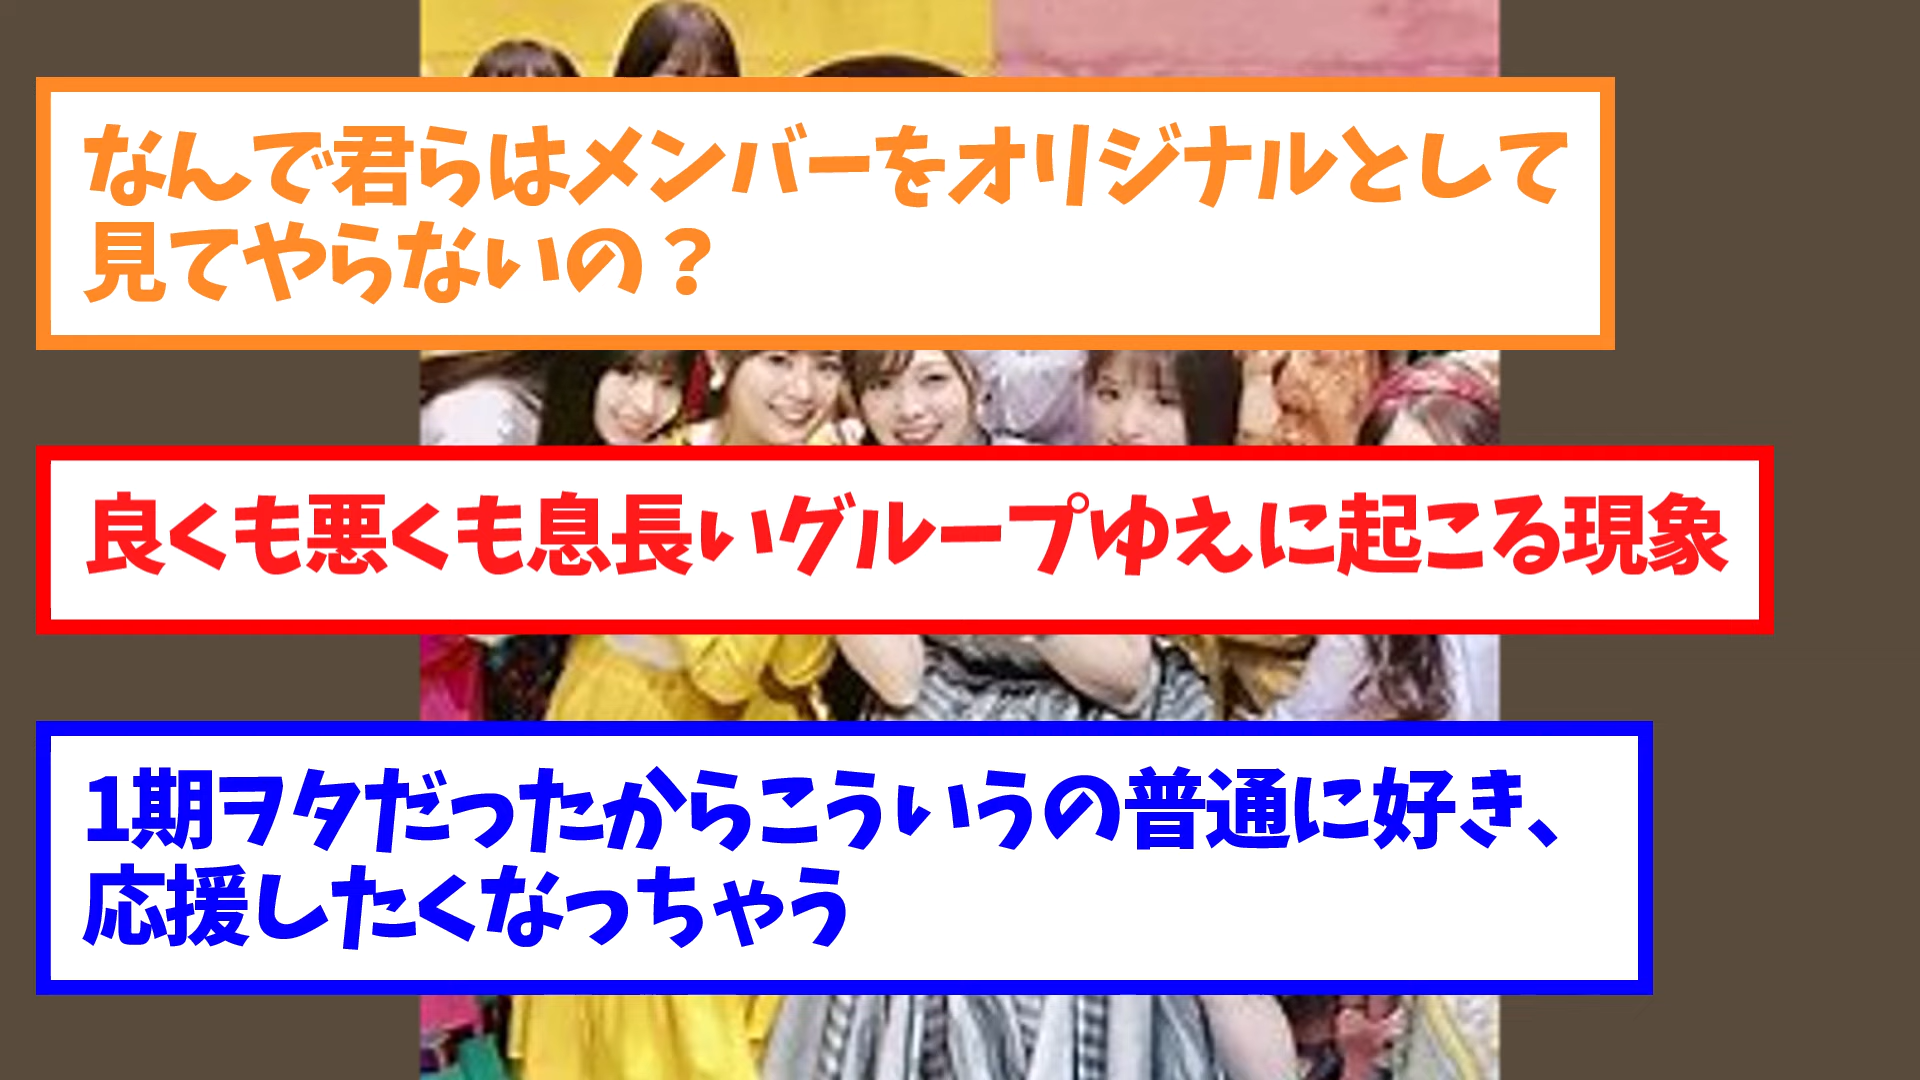 なんで君らはメンバーをオリジナルとして
見てやらないの？
良くも悪くも息長いグループゆえに起こる現象
1期ヲタだったからこういうの普通に好き、
応援したくなっちゃう